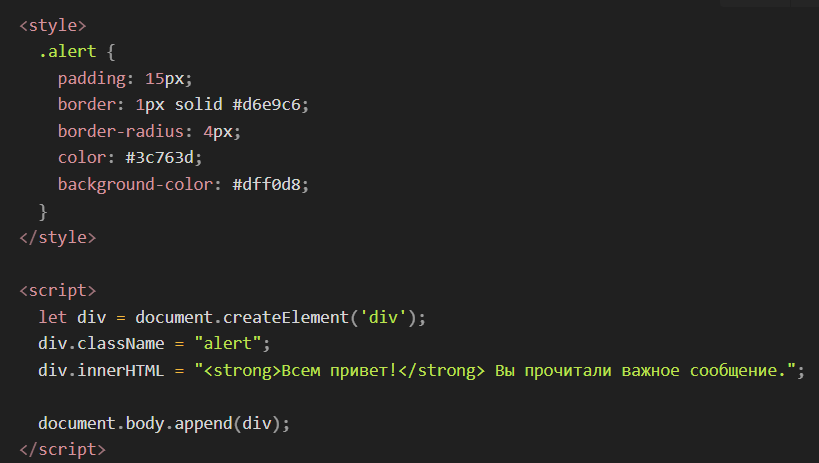 <style>
.alert {
padding: 15px;
border: 1px solid #d6e9c6;
border-radius: 4px;
color: #3c763d;
background-color: #dff0d8;
}
</style>
<script>
let div = document.createElement('div');
div.className = "alert";
div.innerHTML = "<strong>Всем привет!</strong> Вы прочитали важное сообщение.";
document.body.append(div);
</script>